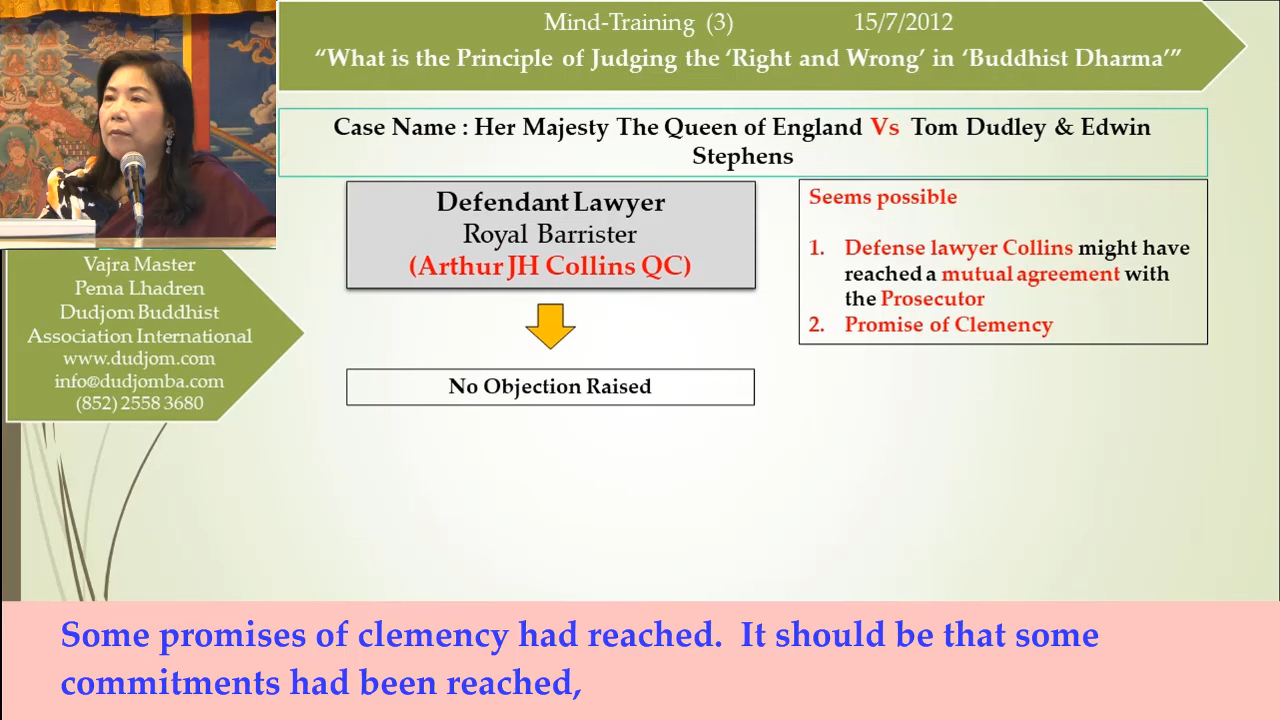 Mind-Training (3) 15/7/2012
“What is the Principle of Judging the ‘Right and Wrong’ in ‘Buddhist Dharma’”
Case Name : Her Majesty The Queen of England Vs Tom Dudley & Edwin
Stephens
Defendant Lawyer
Royal Barrister
(Arthur JH Collins QC)
No Objection Raised
Seems possible
1. Defense lawyer Collins might have
reached a mutual agreement with
the Prosecutor
2. Promise of Clemency
Vajra Master
Pema Lhadren
Dudjom Buddhist
Association International
www.dudjom.com
info@dudjomba.com
(852) 2558 3680
Some promises of clemency had reached. It should be that some
commitments had been reached,